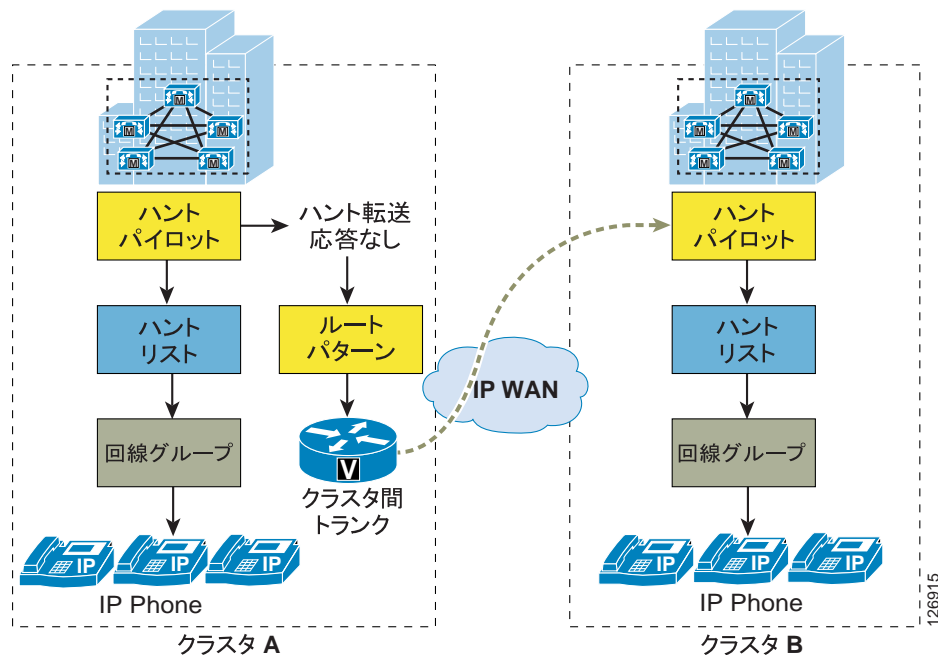 M
M
M
M
M
ハント
パイロット
ハント転送
応答なし
ハント
リスト
ルート
パターン
回線グループ
V
クラスタ間
トランク
IP
IP
IP
IP Phone
クラスタ A
IP WAN
M
M
M
M
M
ハント
パイロット
ハント
リスト
回線グループ
IP
IP
IP
IP Phone
クラスタ B
126915